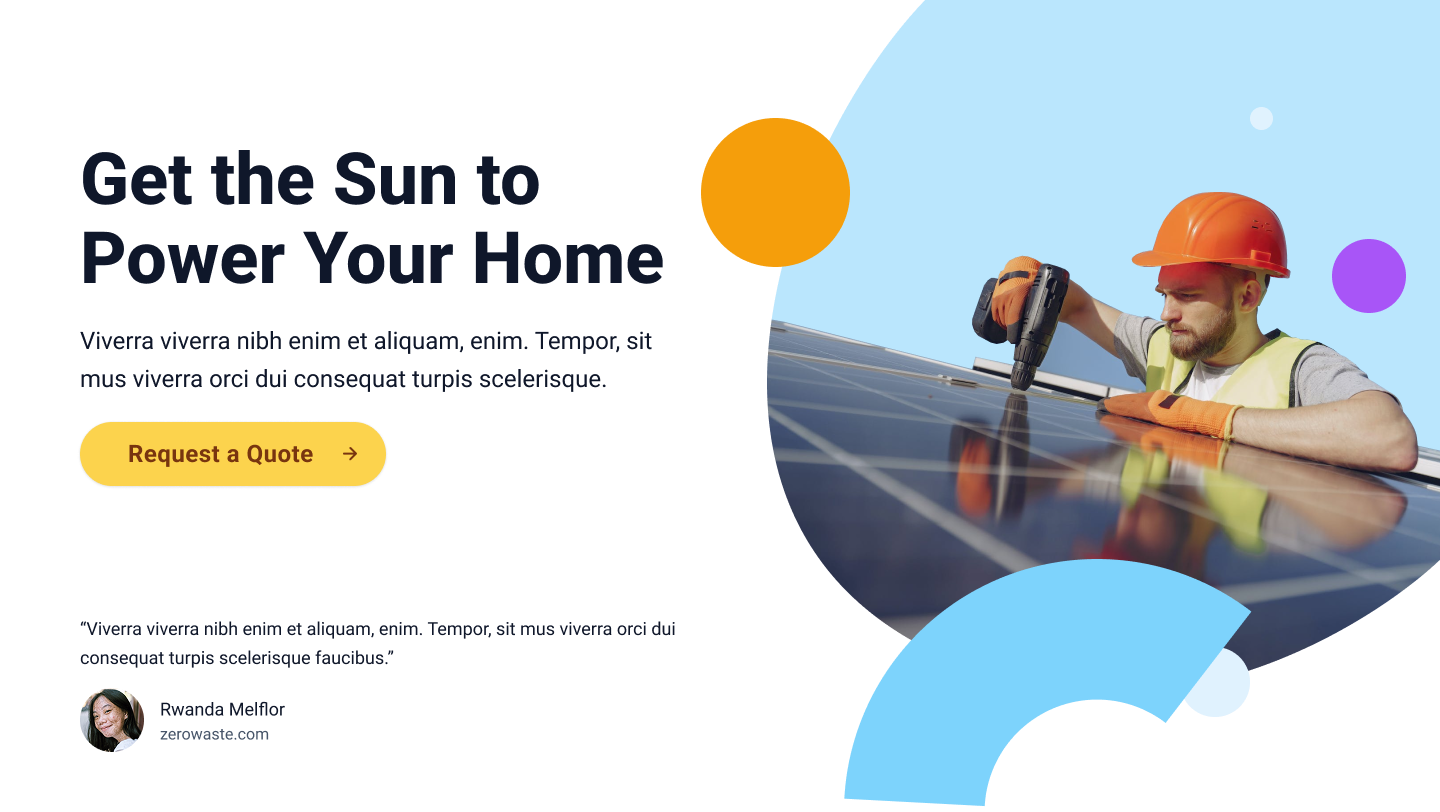 Get the Sun to
Power Your Home
Viverra viverra nibh enim et aliquam, enim. Tempor, sit
mus viverra orci dui consequat turpis scelerisque.
Request a Quote →
“Viverra viverra nibh enim et aliquam, enim. Tempor, sit mus viverra orci dui
consequat turpis scelerisque faucibus.”
Rwanda Melflor
zerowaste.com